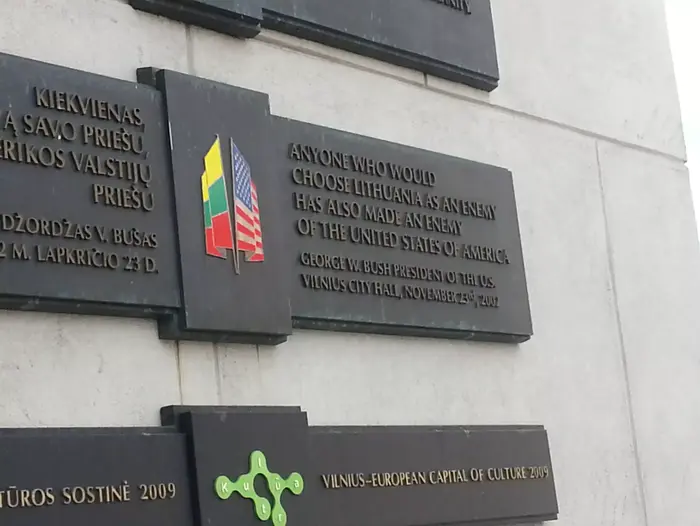 KIEKVIENAS,
Ą SAVO PRIEŠU,
ERIKOS VALSTIJŲ
PRIEŠU
DŽORDŽAS V. BUŠAS
2 M. LAPKRIČIO 23 D.
ANYONE WHO WOULD
CHOOSE LITHUANIA AS AN ENEMY
HAS ALSO MADE AN ENEMY
OF THE UNITED STATES OF AMERICA
GEORGE W. BUSH PRESIDENT OF THE U.S.
VILNIUS CITY HALL, NOVEMBER 23rd, 2002
TŪROS SOSTINĖ 2009
Kultūra
VILNIUS-EUROPEAN CAPITAL OF CULTURE 2009